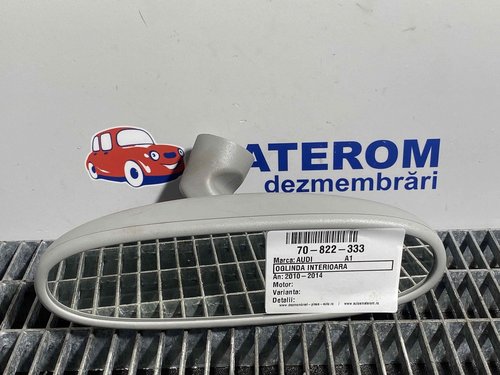 ATEROM
dezmembrări
70-822-333
Marca: AUDI A1
OGLINDA INTERIOARA
An: 2010-2014
Motor:
Varianta:
Detalii: